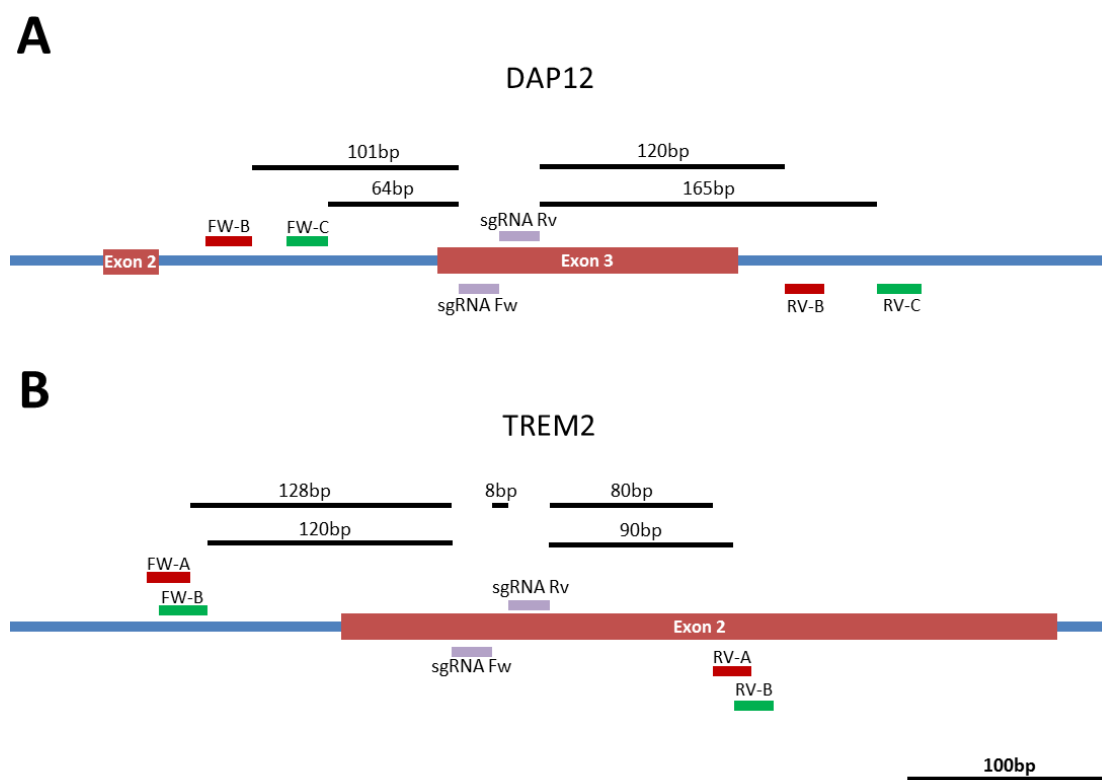 A
DAP12
101bp
120bp
64bp
165bp
FW-B
FW-C
sgRNA Rv
Exon 2
Exon 3
sgRNA Fw
RV-B
RV-C
B
TREM2
128bp
8bp
80bp
120bp
90bp
FW-A
FW-B
sgRNA Rv
Exon 2
sgRNA Fw
RV-A
RV-B
100bp